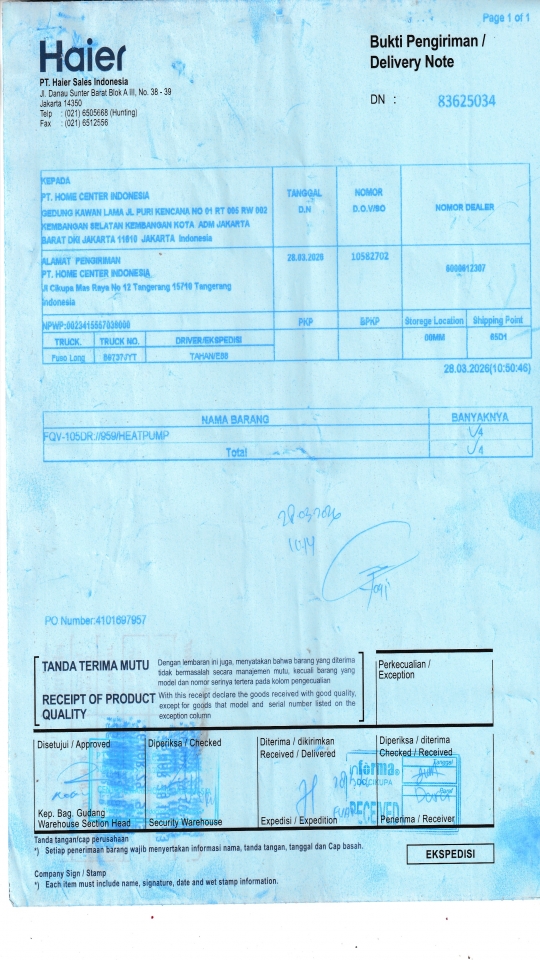 Page 1 of 1
Haier
Bukti Pengiriman /
Delivery Note
PT. Haier Sales Indonesia
Jl. Danau Sunter Barat Blok A III, No. 38 - 39
Jakarta 14350
Telp : (021) 6505668 (Hunting)
Fax : (021) 6512556
DN : 83625034
KEPADA
PT. HOME CENTER INDONESIA
GEDUNG KAWAN LAMA JL PURI KENCANA NO 01 RT 005 RW 002
KEMBANGAN SELATAN KEMBANGAN KOTA ADM JAKARTA
BARAT DKI JAKARTA 11610 JAKARTA Indonesia
TANGGAL
D.N
NOMOR
D.O.V/SO
NOMOR DEALER
ALAMAT PENGIRIMAN
PT. HOME CENTER INDONESIA
Jl Cikupa Mas Raya No 12 Tangerang 15710 Tangerang
Indonesia
28.03.2026
10582702
NPWP:
PKP
BPKP
Storege Location
Shipping Point
TRUCK.
TRUCK NO.
DRIVER/EKSPEDISI
00MM
Fuso Long
28.03.2026(10:50:46)
NAMA BARANG
BANYAKNYA
FQV-105DR://959/HEATPUMP
Total
PO Number:4101697957
TANDA TERIMA MUTU
Dengan lembaran ini juga, menyatakan bahwa barang yang diterima
tidak bermasalah secara manajemen mutu, kecuali barang yang
model dan nomor serinya tertera pada kolom pengecualian
RECEIPT OF PRODUCT
QUALITY
With this receipt declare the goods received with good quality,
except for goods that model and serial number listed on the
exception column
Perkecualian /
Exception
Disetujui / Approved
Diperiksa / Checked
Diterima / dikirimkan
Received / Delivered
Diperiksa / diterima
Checked / Received
informa
CIKUPA
RECEIVED
Tanggal
Kep. Bag. Gudang
Warehouse Section Head
Security Warehouse
Expedisi / Expedition
Penerima / Receiver
Tanda tangan/cap perusahaan
*) Setiap penerimaan barang wajib menyertakan informasi nama, tanda tangan, tanggal dan Cap basah.
EKSPEDISI
Company Sign / Stamp
*) Each item must include name, signature, date and wet stamp information.